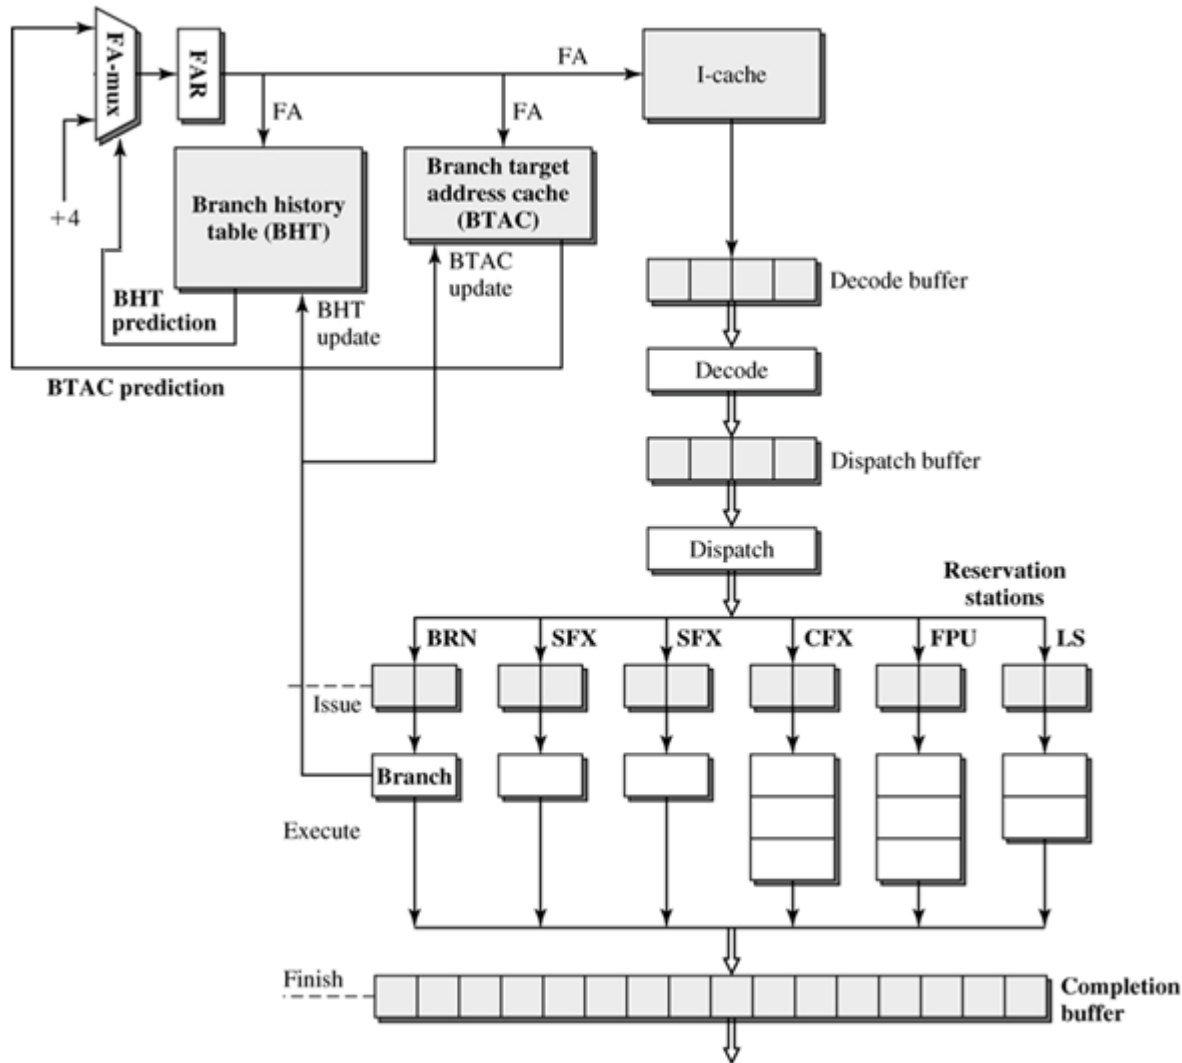 FA-mux
FAR
FA
I-cache
FA
FA
Branch history
table (BHT)
Branch target
address cache
(BTAC)
+4
BTAC
update
Decode buffer
BHT
prediction
BHT
update
BTAC prediction
Decode
Dispatch buffer
Dispatch
Reservation
stations
BRN
SFX
SFX
CFX
FPU
LS
Issue
Branch
Execute
Finish
Completion
buffer